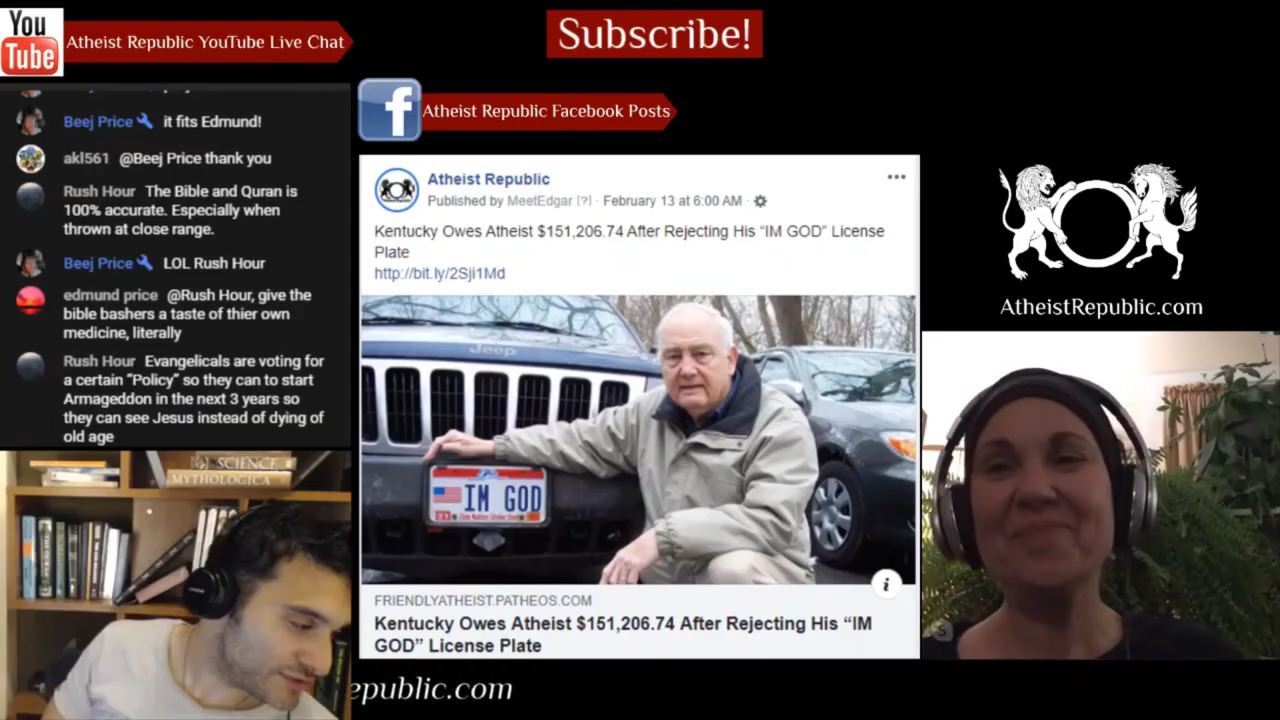 You
Tube
Atheist Republic YouTube Live Chat
Subscribe!
Beej Price it fits Edmund!
akl561 @Beej Price thank you
Rush Hour The Bible and Quran is
100% accurate. Especially when
thrown at close range.
Beej Price LOL Rush Hour
edmund price @Rush Hour, give the
bible bashers a taste of thier own
medicine, literally
Rush Hour Evangelicals are voting for
a certain "Policy" so they can to start
Armageddon in the next 3 years so
they can see Jesus instead of dying of
old age
f
Atheist Republic Facebook Posts
Atheist Republic
Published by MeetEdgar [?] · February 13 at 6:00 AM ·
Kentucky Owes Atheist $151,206.74 After Rejecting His “IM GOD” License
Plate
http://bit.ly/2Sji1Md
Jeep
IM GOD
FRIENDLYATHEIST.PATHEOS.COM
Kentucky Owes Atheist $151,206.74 After Rejecting His “IM
GOD” License Plate
AtheistRepublic.com
SCIENCE
MYTHOLOGICA
S
epublic.com